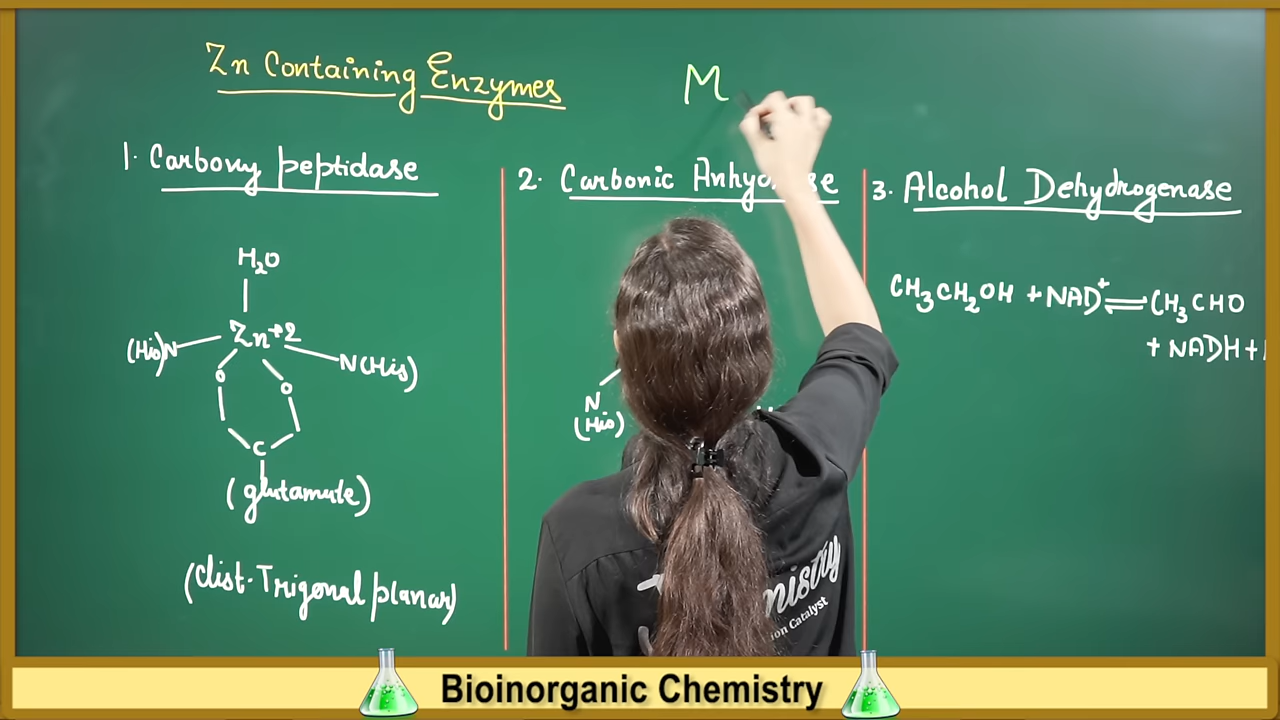 Zn Containing Enzymes
M
1. Carboxy peptidase
2. Carbonic Anhydrase
3. Alcohol Dehydrogenase
H2O
Zn+2
(His)N
N(His)
O
O
C
(glutamate)
(dist. Trigonal planar)
N
(His)
CH3CH2OH + NAD+ ⇌ CH3CHO
+ NADH +
Bioinorganic Chemistry